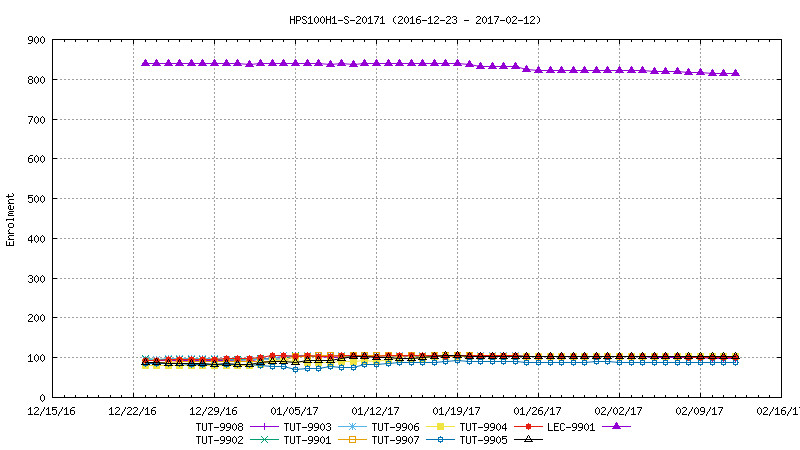 HPS100H1-S-20171 (2016-12-23 - 2017-02-12)
900
800
700
600
500
400
300
200
100
0
Enrolment
12/15/16 12/22/16 12/29/16 01/05/17 01/12/17 01/19/17 01/26/17 02/02/17 02/09/17 02/16/17
TUT-9908 TUT-9903 TUT-9906 TUT-9904 LEC-9901
TUT-9902 TUT-9901 TUT-9907 TUT-9905